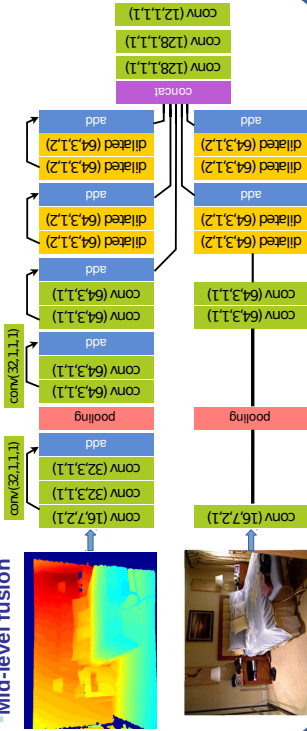 conv (12,1,1,1)
conv (128,1,1,1)
conv (128,1,1,1)
concat
add
dilated (64,3,1,2)
dilated (64,3,1,2)
add
dilated (64,3,1,2)
dilated (64,3,1,2)
add
conv (64,3,1,1)
conv (64,3,1,1)
add
conv (64,3,1,1)
conv (64,3,1,1)
conv(32,1,1,1)
pooling
add
conv (32,3,1,1)
conv (32,3,1,1)
conv (16,7,2,1)
conv(32,1,1,1)
add
dilated (64,3,1,2)
dilated (64,3,1,2)
add
dilated (64,3,1,2)
dilated (64,3,1,2)
conv (64,3,1,1)
conv (64,3,1,1)
pooling
conv (16,7,2,1)
Mid-level fusion